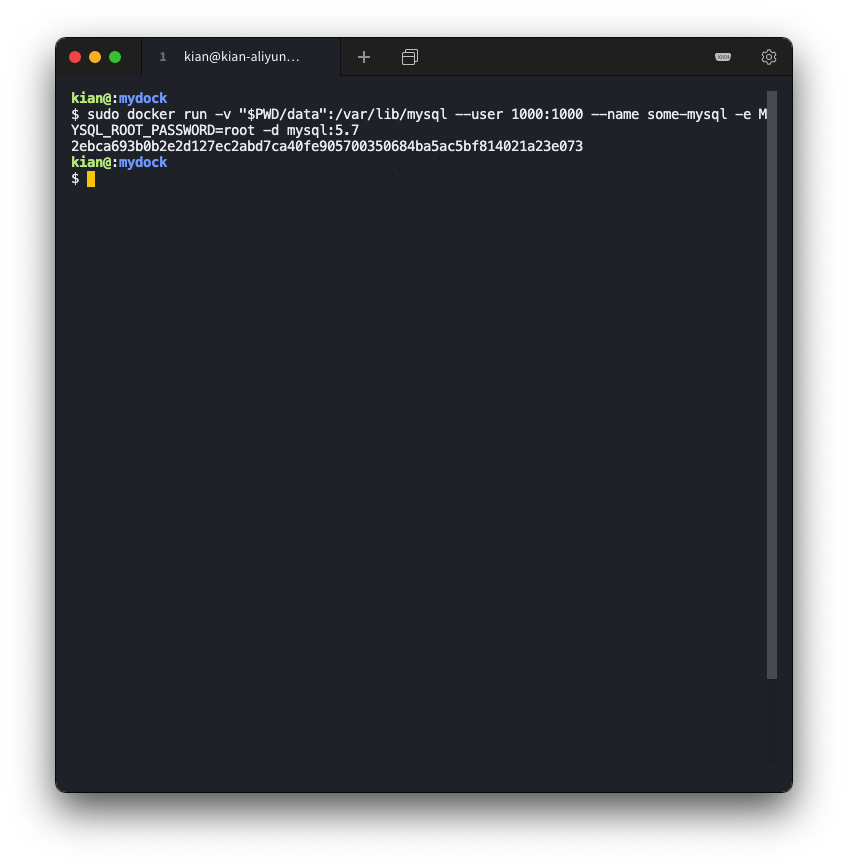 1 kian@kian-aliyun...
kian@:mydock
$ sudo docker run -v "$PWD/data":/var/lib/mysql --user 1000:1000 --name some-mysql -e M
YSQL_ROOT_PASSWORD=root -d mysql:5.7
2ebca693b0b2e2d127ec2abd7ca40fe905700350684ba5ac5bf814021a23e073
kian@:mydock
$